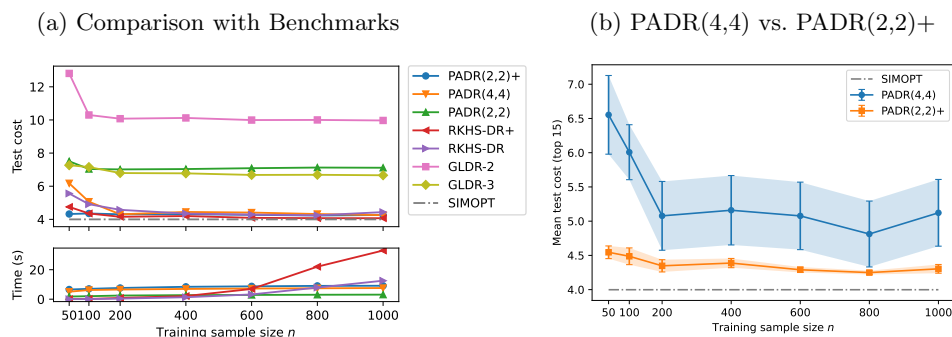 (a) Comparison with Benchmarks
(b) PADR(4,4) vs. PADR(2,2)+
Test cost
12
10
8
6
4
PADR(2,2)+
PADR(4,4)
PADR(2,2)
RKHS-DR+
RKHS-DR
GLDR-2
GLDR-3
SIMOPT
Time (s)
20
0
50 100 200 400 600 800 1000
Training sample size n
Mean test cost (top 15)
7.0
6.5
6.0
5.5
5.0
4.5
4.0
SIMOPT
PADR(4,4)
PADR(2,2)+
50 100 200 400 600 800 1000
Training sample size n